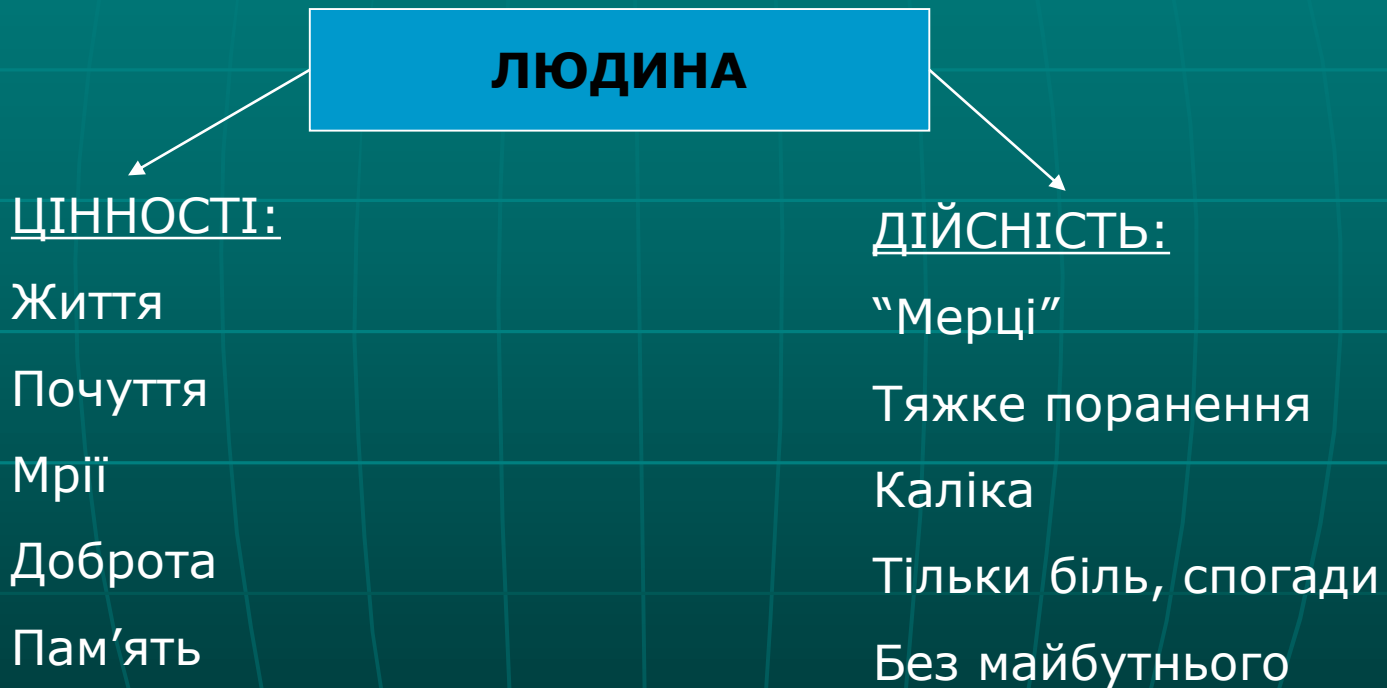 ЛЮДИНА
ЦІННОСТІ:
Життя
Почуття
Мрії
Доброта
Пам’ять
ДІЙСНІСТЬ:
“Мерці”
Тяжке поранення
Каліка
Тільки біль, спогади
Без майбутнього